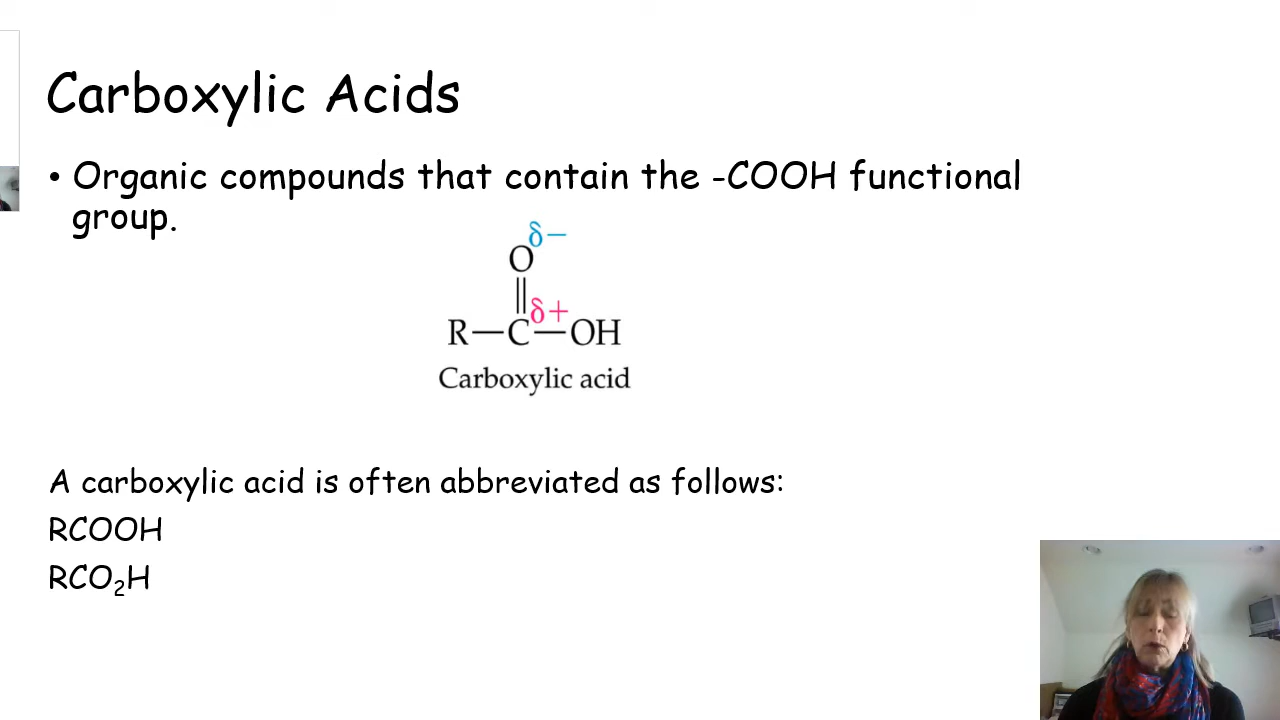 Carboxylic Acids
• Organic compounds that contain the -COOH functional
group.
δ−
O
δ+
R—C—OH
Carboxylic acid
A carboxylic acid is often abbreviated as follows:
RCOOH
RCO₂H